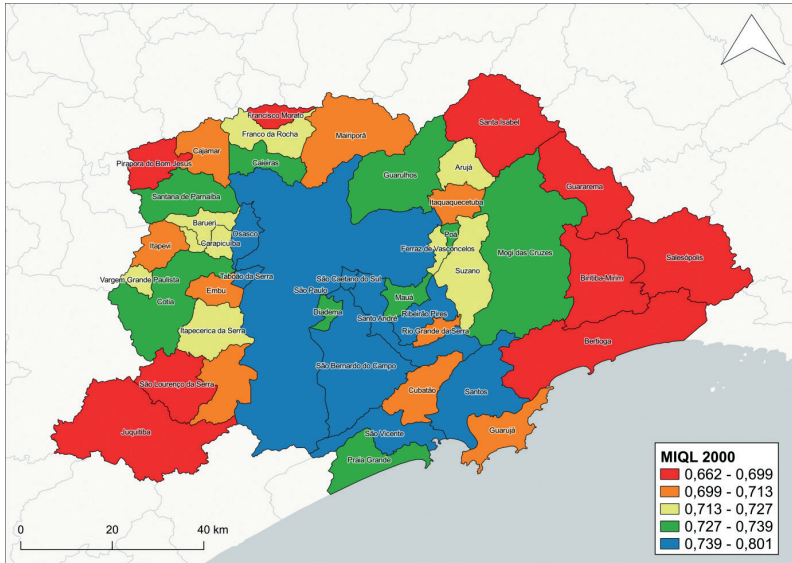 Francisco Morato
Franco da Rocha
Mairiporã
Santa Isabel
Cajamar
Pirapora do Bom Jesus
Caieiras
Guarulhos
Arujá
Guararema
Santana de Parnaíba
Itaquaquecetuba
Barueri
Osasco
Poá
Itapevi
Carapicuíba
Ferraz de Vasconcelos
Mogi das Cruzes
Salesópolis
Suzano
Vargem Grande Paulista
Taboão da Serra
São Caetano do Sul
Biritiba-Mirim
Embu
São Paulo
Mauá
Cotia
Diadema
Santo André
Ribeirão Pires
Itapecerica da Serra
Rio Grande da Serra
Bertioga
São Bernardo do Campo
São Lourenço da Serra
Cubatão
Santos
Juquitiba
Guarujá
São Vicente
Praia Grande
MIQL 2000
0,662 - 0,699
0,699 - 0,713
0,713 - 0,727
0,727 - 0,739
0,739 - 0,801
0 20 40 km